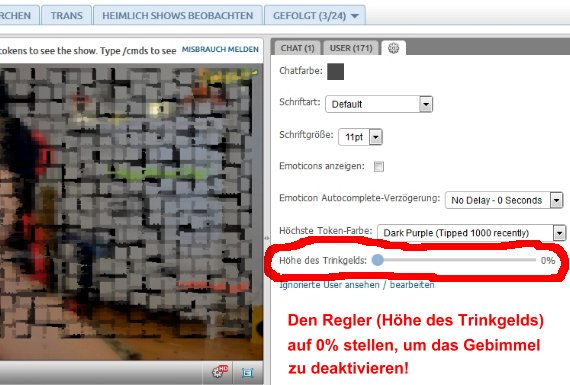 RCHEN TRANS HEIMLICH SHOWS BEOBACHTEN GEFOLGT (3/24)
tokens to see the show. Type /cmds to see MISBRAUCH MELDEN
CHAT (1) USER (171)
Chatfarbe:
Schriftart: Default
Schriftgröße: 11pt
Emoticons anzeigen:
Emoticon Autocomplete-Verzögerung: No Delay - 0 Seconds
Höchste Token-Farbe: Dark Purple (Tipped 1000 recently)
Höhe des Trinkgelds: 0%
Ignorierte User ansehen / bearbeiten
Den Regler (Höhe des Trinkgelds)
auf 0% stellen, um das Gebimmel
zu deaktivieren!
HD